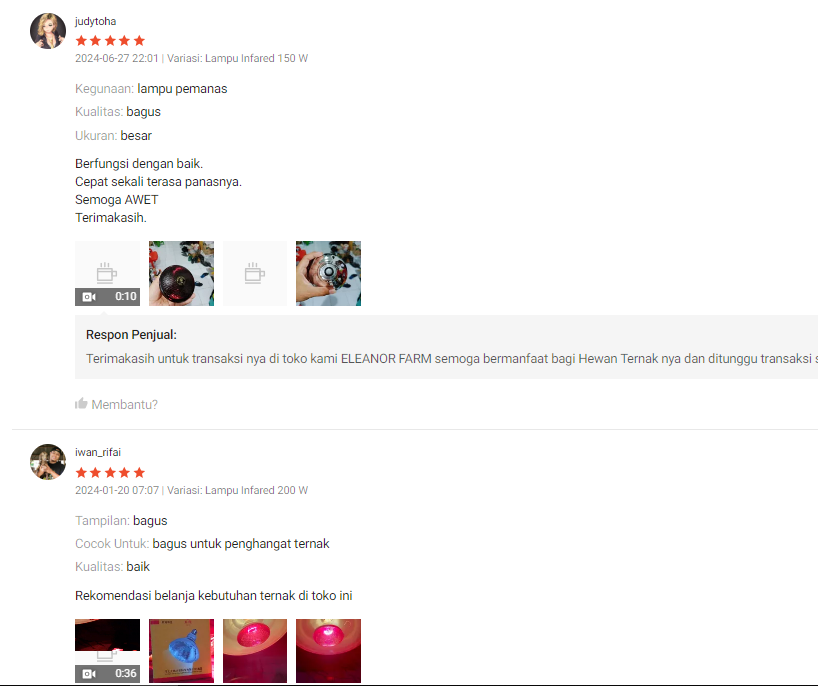 judytoha
2024-06-27 22:01 | Variasi: Lampu Infared 150 W
Kegunaan: lampu pemanas
Kualitas: bagus
Ukuran: besar
Berfungsi dengan baik.
Cepat sekali terasa panasnya.
Semoga AWET
Terimakasih.
0:10
Respon Penjual:
Terimakasih untuk transaksi nya di toko kami ELEANOR FARM semoga bermanfaat bagi Hewan Ternak nya dan ditunggu transaksi s
Membantu?
iwan_rifai
2024-01-20 07:07 | Variasi: Lampu Infared 200 W
Tampilan: bagus
Cocok Untuk: bagus untuk penghangat ternak
Kualitas: baik
Rekomendasi belanja kebutuhan ternak di toko ini
0:36